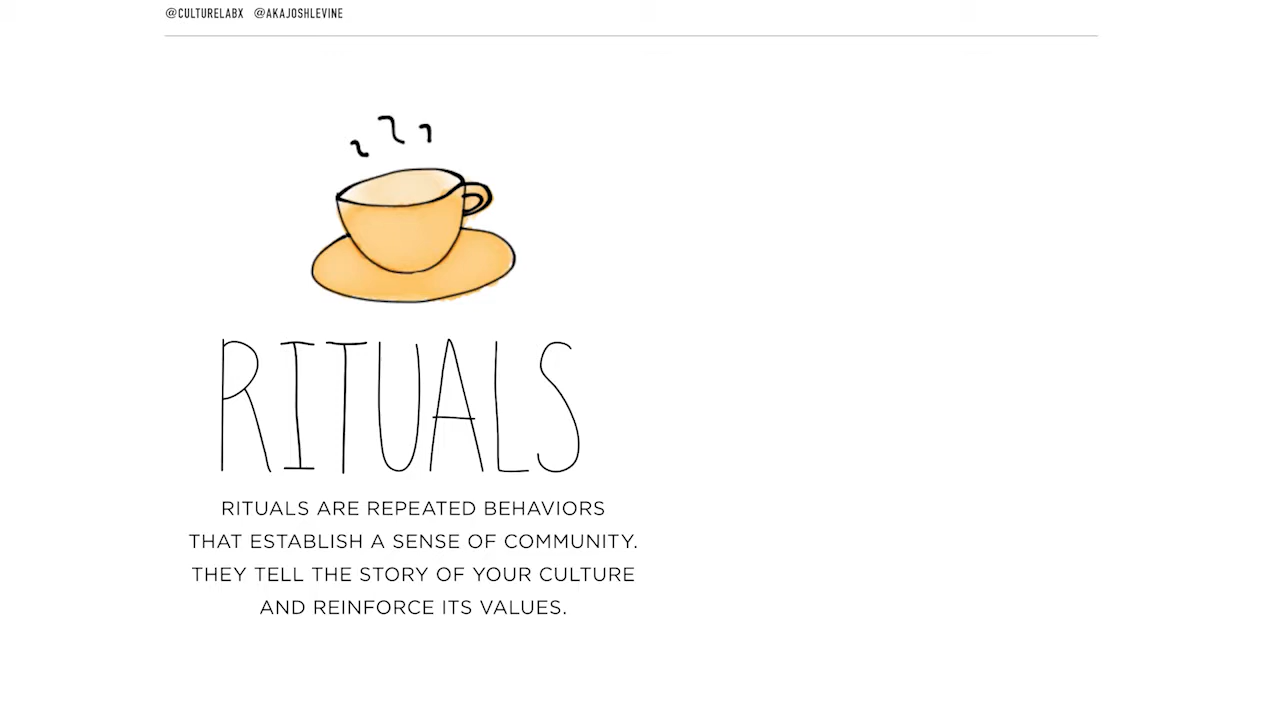 @CULTURELABX @AKAJOSHLEVINE
RITUALS
RITUALS ARE REPEATED BEHAVIORS
THAT ESTABLISH A SENSE OF COMMUNITY.
THEY TELL THE STORY OF YOUR CULTURE
AND REINFORCE ITS VALUES.